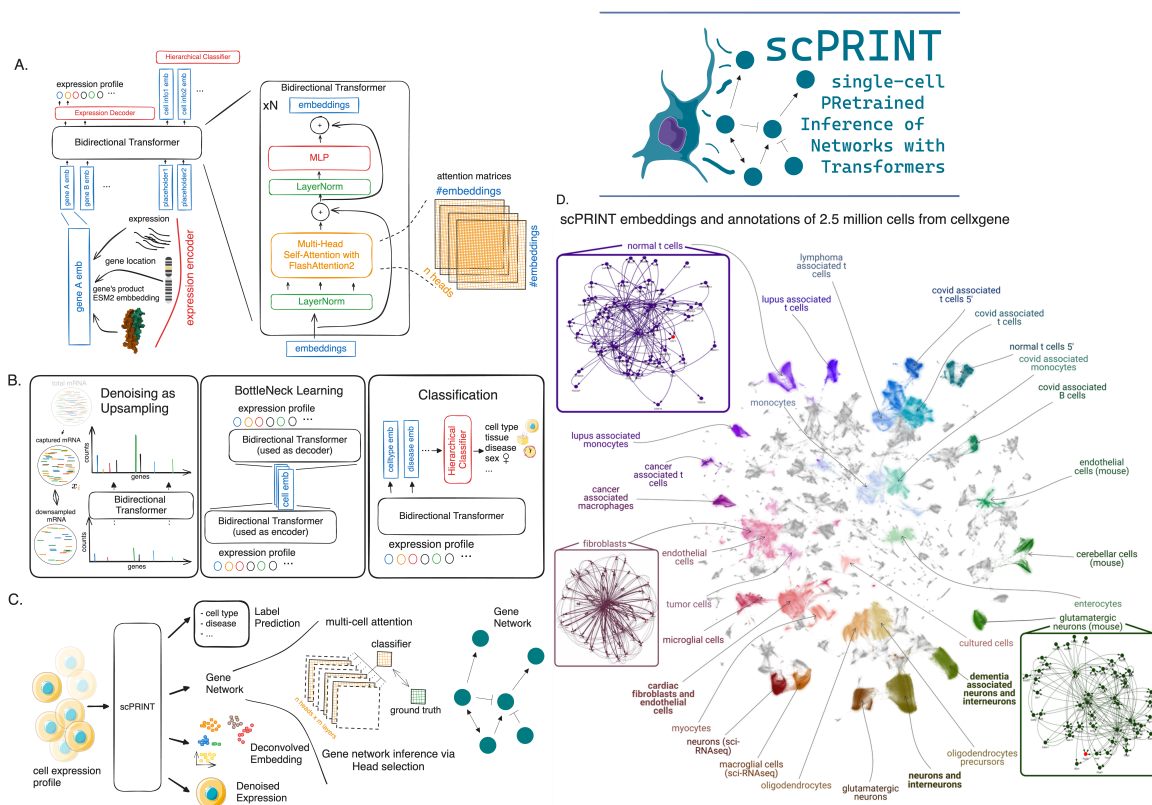 A.
Hierarchical Classifier
expression profile
...
Expression Decoder
cell info1 emb
cell info2 emb
...
Bidirectional Transformer
gene A emb
gene B emb
...
placeholder1
placeholder2
expression
gene location
gene's product
ESM2 embedding
gene A emb
expression encoder
Bidirectional Transformer
xN
embeddings
+
MLP
LayerNorm
+
Multi-Head
Self-Attention with
FlashAttention2
LayerNorm
embeddings
attention matrices
#embeddings
#embeddings
n heads
scPRINT
single-cell
PRetrained
Inference of
Networks with
Transformers
B.
total mRNA
Denoising as
Upsampling
captured mRNA
counts
genes
Bidirectional
Transformer
downsampled
mRNA
counts
genes
BottleNeck Learning
expression profile
...
Bidirectional Transformer
(used as decoder)
cell emb
Bidirectional Transformer
(used as encoder)
expression profile
...
Classification
celltype emb
disease emb
Hierarchical
Classifier
cell type
tissue
disease
sex ♀
...
Bidirectional Transformer
expression profile
...
C.
cell expression
profile
scPRINT
- cell type
- disease
- ...
Label
Prediction
Gene
Network
Deconvolved
Embedding
Denoised
Expression
multi-cell attention
classifier
n heads x m layers
ground truth
Gene network inference via
Head selection
Gene
Network
D.
scPRINT embeddings and annotations of 2.5 million cells from cellxgene
normal t cells
lymphoma
associated t
cells
lupus associated
t cells
covid associated
t cells 5'
covid associated
t cells
normal t cells 5'
covid associated
monocytes
covid associated
B cells
monocytes
lupus associated
monocytes
cancer
associated t
cells
cancer
associated
macrophages
endothelial
cells (mouse)
fibroblasts
endothelial
cells
cerebellar cells
(mouse)
tumor cells
enterocytes
microglial cells
glutamatergic
neurons (mouse)
cultured cells
cardiac
fibroblasts and
endothelial
cells
dementia
associated
neurons and
interneurons
myocytes
neurons (sci-
RNAseq)
macroglial cells
(sci-RNAseq)
oligodendrocytes
glutamatergic
neurons
neurons and
interneurons
oligodendrocytes
precursors